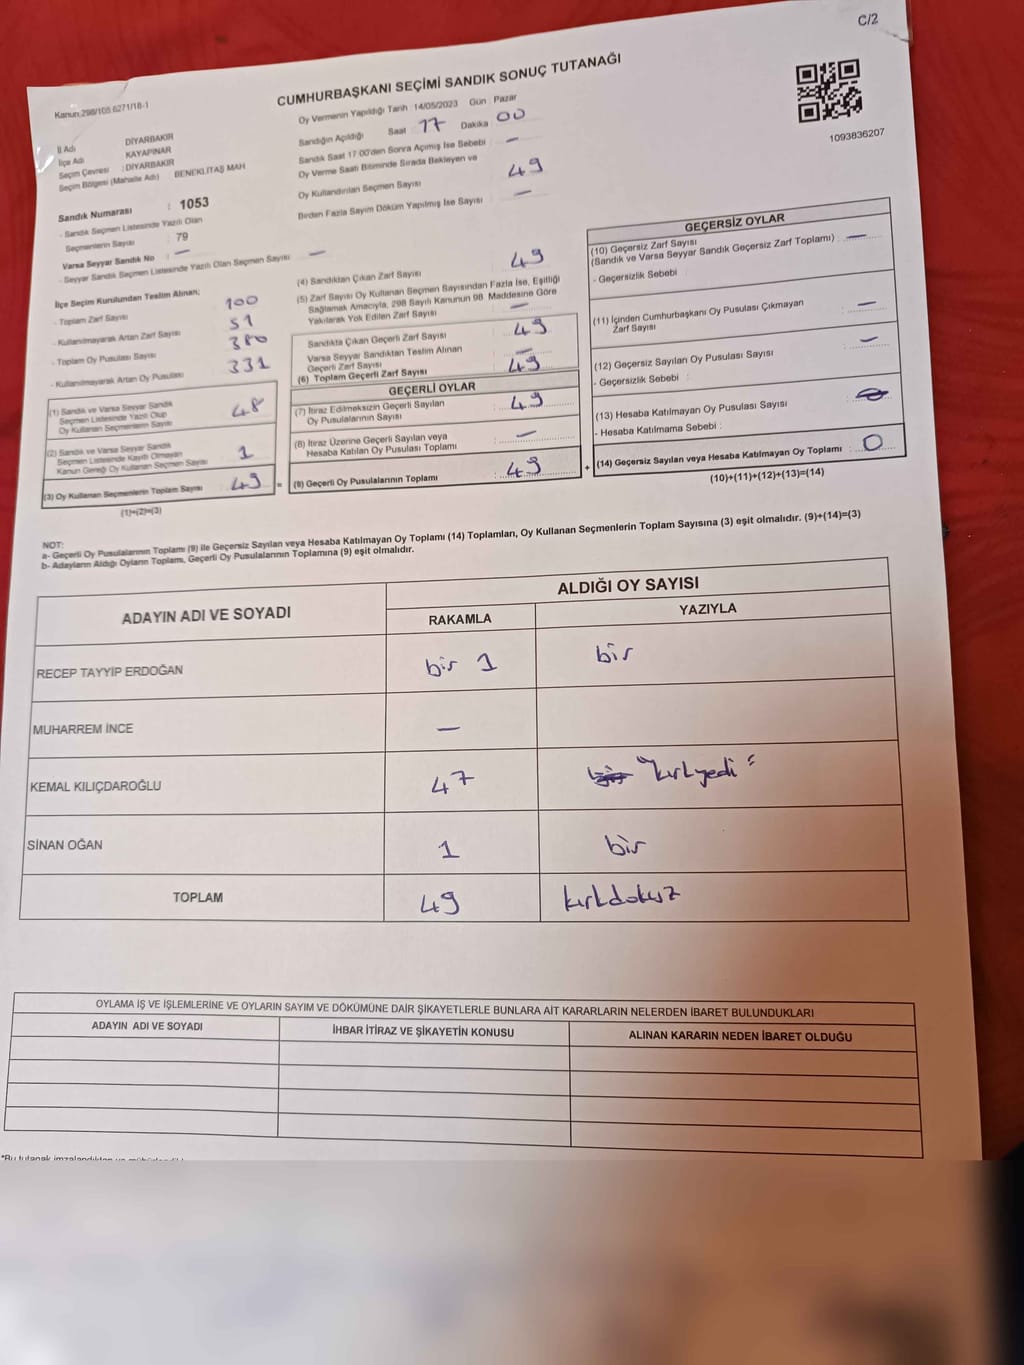 C/2
Kanun:298/105.6271/18-1
CUMHURBAŞKANI SEÇİMİ SANDIK SONUÇ TUTANAĞI
1093836207
İl Adı DİYARBAKIR
İlçe Adı KAYAPINAR
Seçim Çevresi : DİYARBAKIR
Seçim Bölgesi (Mahalle Adı) : BENEKLİTAŞ MAH
Sandık Numarası : 1053
- Sandık Seçmen Listesinde Yazılı Olan
Seçmenlerin Sayısı : 79
Varsa Seyyar Sandık No —
- Seyyar Sandık Seçmen Listesinde Yazılı Olan Seçmen Sayısı —
İlçe Seçim Kurulundan Teslim Alınan;
- Toplam Zarf Sayısı 100
- Kullanılmayarak Artan Zarf Sayısı 51
- Toplam Oy Pusulası Sayısı 380
- Kullanılmayarak Artan Oy Pusulası 331
(1) Sandık ve Varsa Seyyar Sandık
Seçmen Listesinde Yazılı Olup
Oy Kullanan Seçmenlerin Sayısı 48
(2) Sandık ve Varsa Seyyar Sandık
Seçmen Listesinde Kayıtlı Olmayan
Kanun Gereği Oy Kullanan Seçmen Sayısı 1
(3) Oy Kullanan Seçmenlerin Toplam Sayısı 49
(1)+(2)=(3)
Oy Vermenin Yapıldığı Tarih : 14/05/2023 Gün : Pazar
Sandığın Açıldığı Saat 17 Dakika 00
Sandık Saat 17:00'den Sonra Açılmış İse Sebebi : —
Oy Verme Saati Bitiminde Sırada Bekleyen ve
Oy Kullandırılan Seçmen Sayısı 49
Birden Fazla Sayım Döküm Yapılmış İse Sayısı —
(4) Sandıktan Çıkan Zarf Sayısı 49
(5) Zarf Sayısı Oy Kullanan Seçmen Sayısından Fazla İse, Eşitliği
Sağlamak Amacıyla, 298 Sayılı Kanunun 98. Maddesine Göre
Yakılarak Yok Edilen Zarf Sayısı —
Sandıkta Çıkan Geçerli Zarf Sayısı : 49
Varsa Seyyar Sandıktan Teslim Alınan
Geçerli Zarf Sayısı —
(6) Toplam Geçerli Zarf Sayısı 49
GEÇERLİ OYLAR
(7) İtiraz Edilmeksizin Geçerli Sayılan
Oy Pusulalarının Sayısı : 49
(8) İtiraz Üzerine Geçerli Sayılan veya
Hesaba Katılan Oy Pusulası Toplamı : —
= (9) Geçerli Oy Pusulalarının Toplamı : 49
GEÇERSİZ OYLAR
(10) Geçersiz Zarf Sayısı
(Sandık ve Varsa Seyyar Sandık Geçersiz Zarf Toplamı) : —
- Geçersizlik Sebebi
(11) İçinden Cumhurbaşkanı Oy Pusulası Çıkmayan
Zarf Sayısı : —
(12) Geçersiz Sayılan Oy Pusulası Sayısı : —
- Geçersizlik Sebebi :
(13) Hesaba Katılmayan Oy Pusulası Sayısı :
- Hesaba Katılmama Sebebi :
+ (14) Geçersiz Sayılan veya Hesaba Katılmayan Oy Toplamı : 0
(10)+(11)+(12)+(13)=(14)
NOT:
a- Geçerli Oy Pusulalarının Toplamı (9) ile Geçersiz Sayılan veya Hesaba Katılmayan Oy Toplamı (14) Toplamları, Oy Kullanan Seçmenlerin Toplam Sayısına (3) eşit olmalıdır. (9)+(14)=(3)
b- Adayların Aldığı Oyların Toplamı, Geçerli Oy Pusulalarının Toplamına (9) eşit olmalıdır.
ADAYIN ADI VE SOYADI
ALDIĞI OY SAYISI
RAKAMLA YAZIYLA
RECEP TAYYİP ERDOĞAN bir 1 bir
MUHARREM İNCE —
KEMAL KILIÇDAROĞLU 47 "kırkyedi"
SİNAN OĞAN 1 bir
TOPLAM 49 kırkdokuz
OYLAMA İŞ VE İŞLEMLERİNE VE OYLARIN SAYIM VE DÖKÜMÜNE DAİR ŞİKAYETLERLE BUNLARA AİT KARARLARIN NELERDEN İBARET BULUNDUKLARI
ADAYIN ADI VE SOYADI İHBAR İTİRAZ VE ŞİKAYETİN KONUSU ALINAN KARARIN NEDEN İBARET OLDUĞU